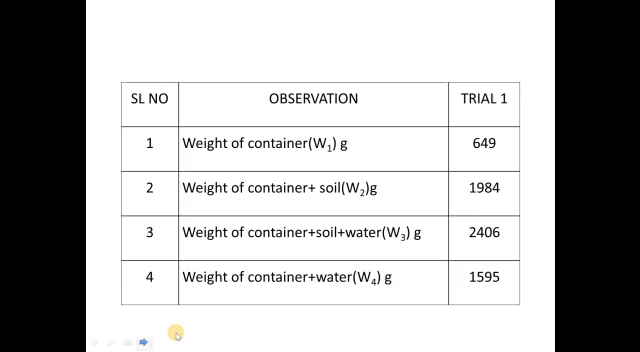 SL NO OBSERVATION TRIAL 1
1 Weight of container(W₁) g 649
2 Weight of container+ soil(W₂)g 1984
3 Weight of container+soil+water(W₃) g 2406
4 Weight of container+water(W₄) g 1595